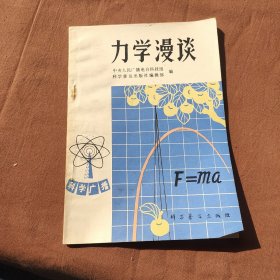 力学漫谈
中央人民广播电台科技组
科学普及出版社编辑部 编
F=ma
科学广播
科学普及出版社